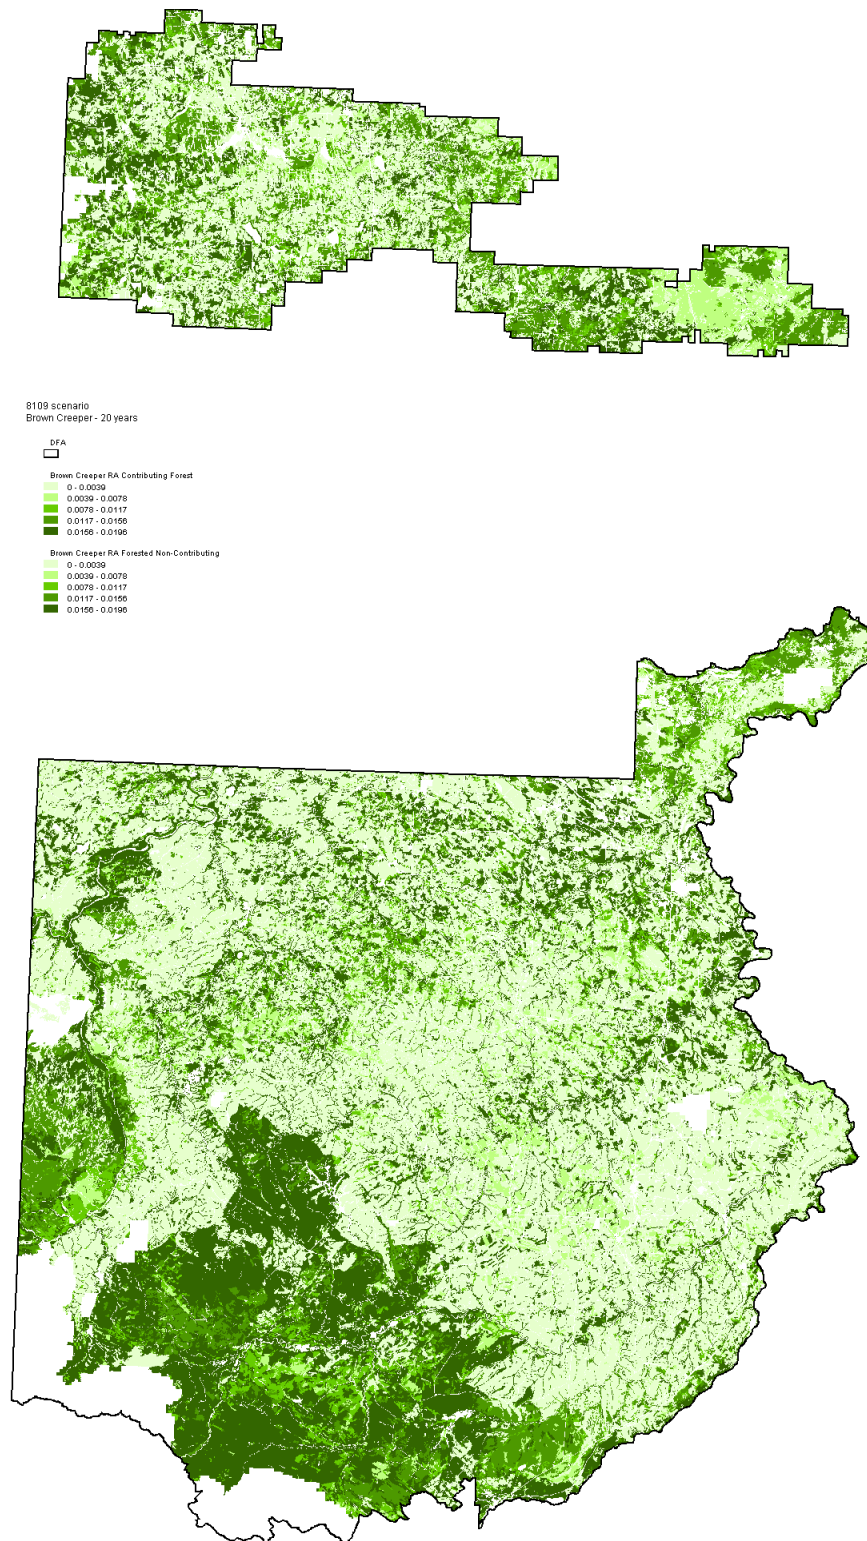 8109 scenario
Brown Creeper - 20 years
DFA
Brown Creeper RA Contributing Forest
0 - 0.0039
0.0039 - 0.0078
0.0078 - 0.0117
0.0117 - 0.0156
0.0156 - 0.0196
Brown Creeper RA Forested Non-Contributing
0 - 0.0039
0.0039 - 0.0078
0.0078 - 0.0117
0.0117 - 0.0156
0.0156 - 0.0196